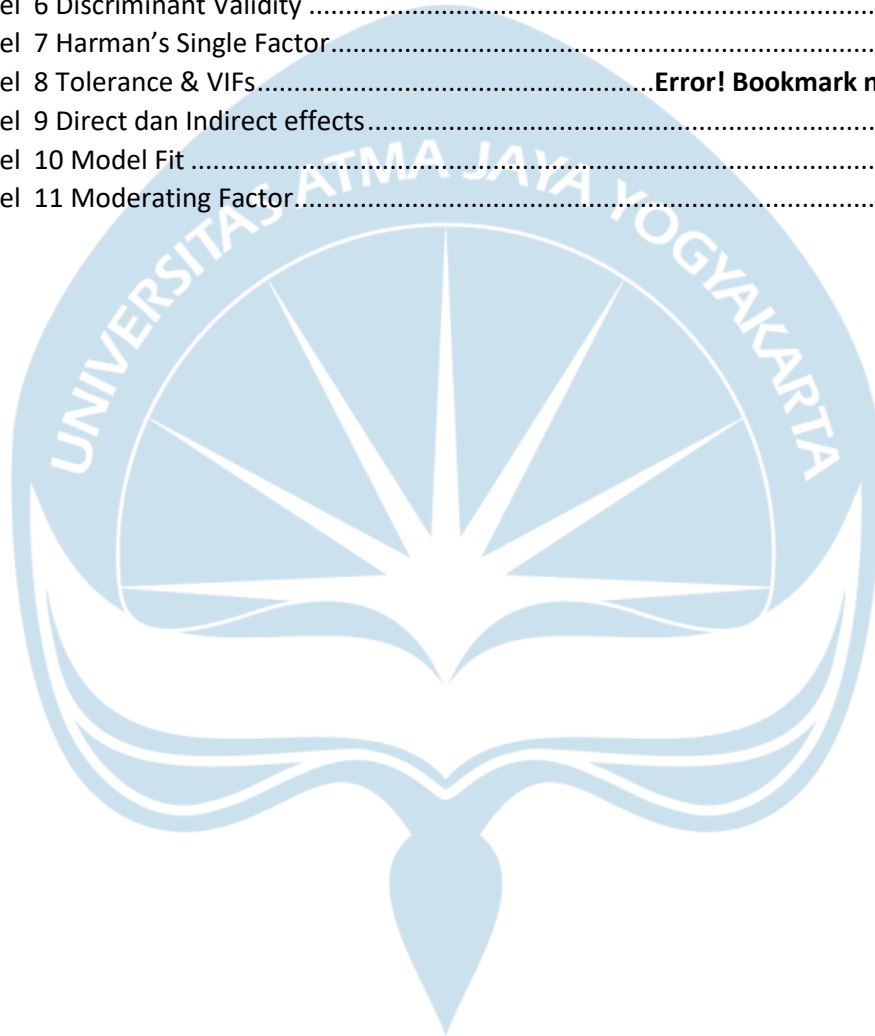 el 6 Discriminant Validity ........................................................................................
el 7 Harman's Single Factor.....................................................................................
el 8 Tolerance & VIFs...............................................................Error! Bookmark n
el 9 Direct dan Indirect effects................................................................................
el 10 Model Fit ..........................................................................................................
el 11 Moderating Factor............................................................................................
UNIVERSITAS ATMA JAYA YOGYAKARTA